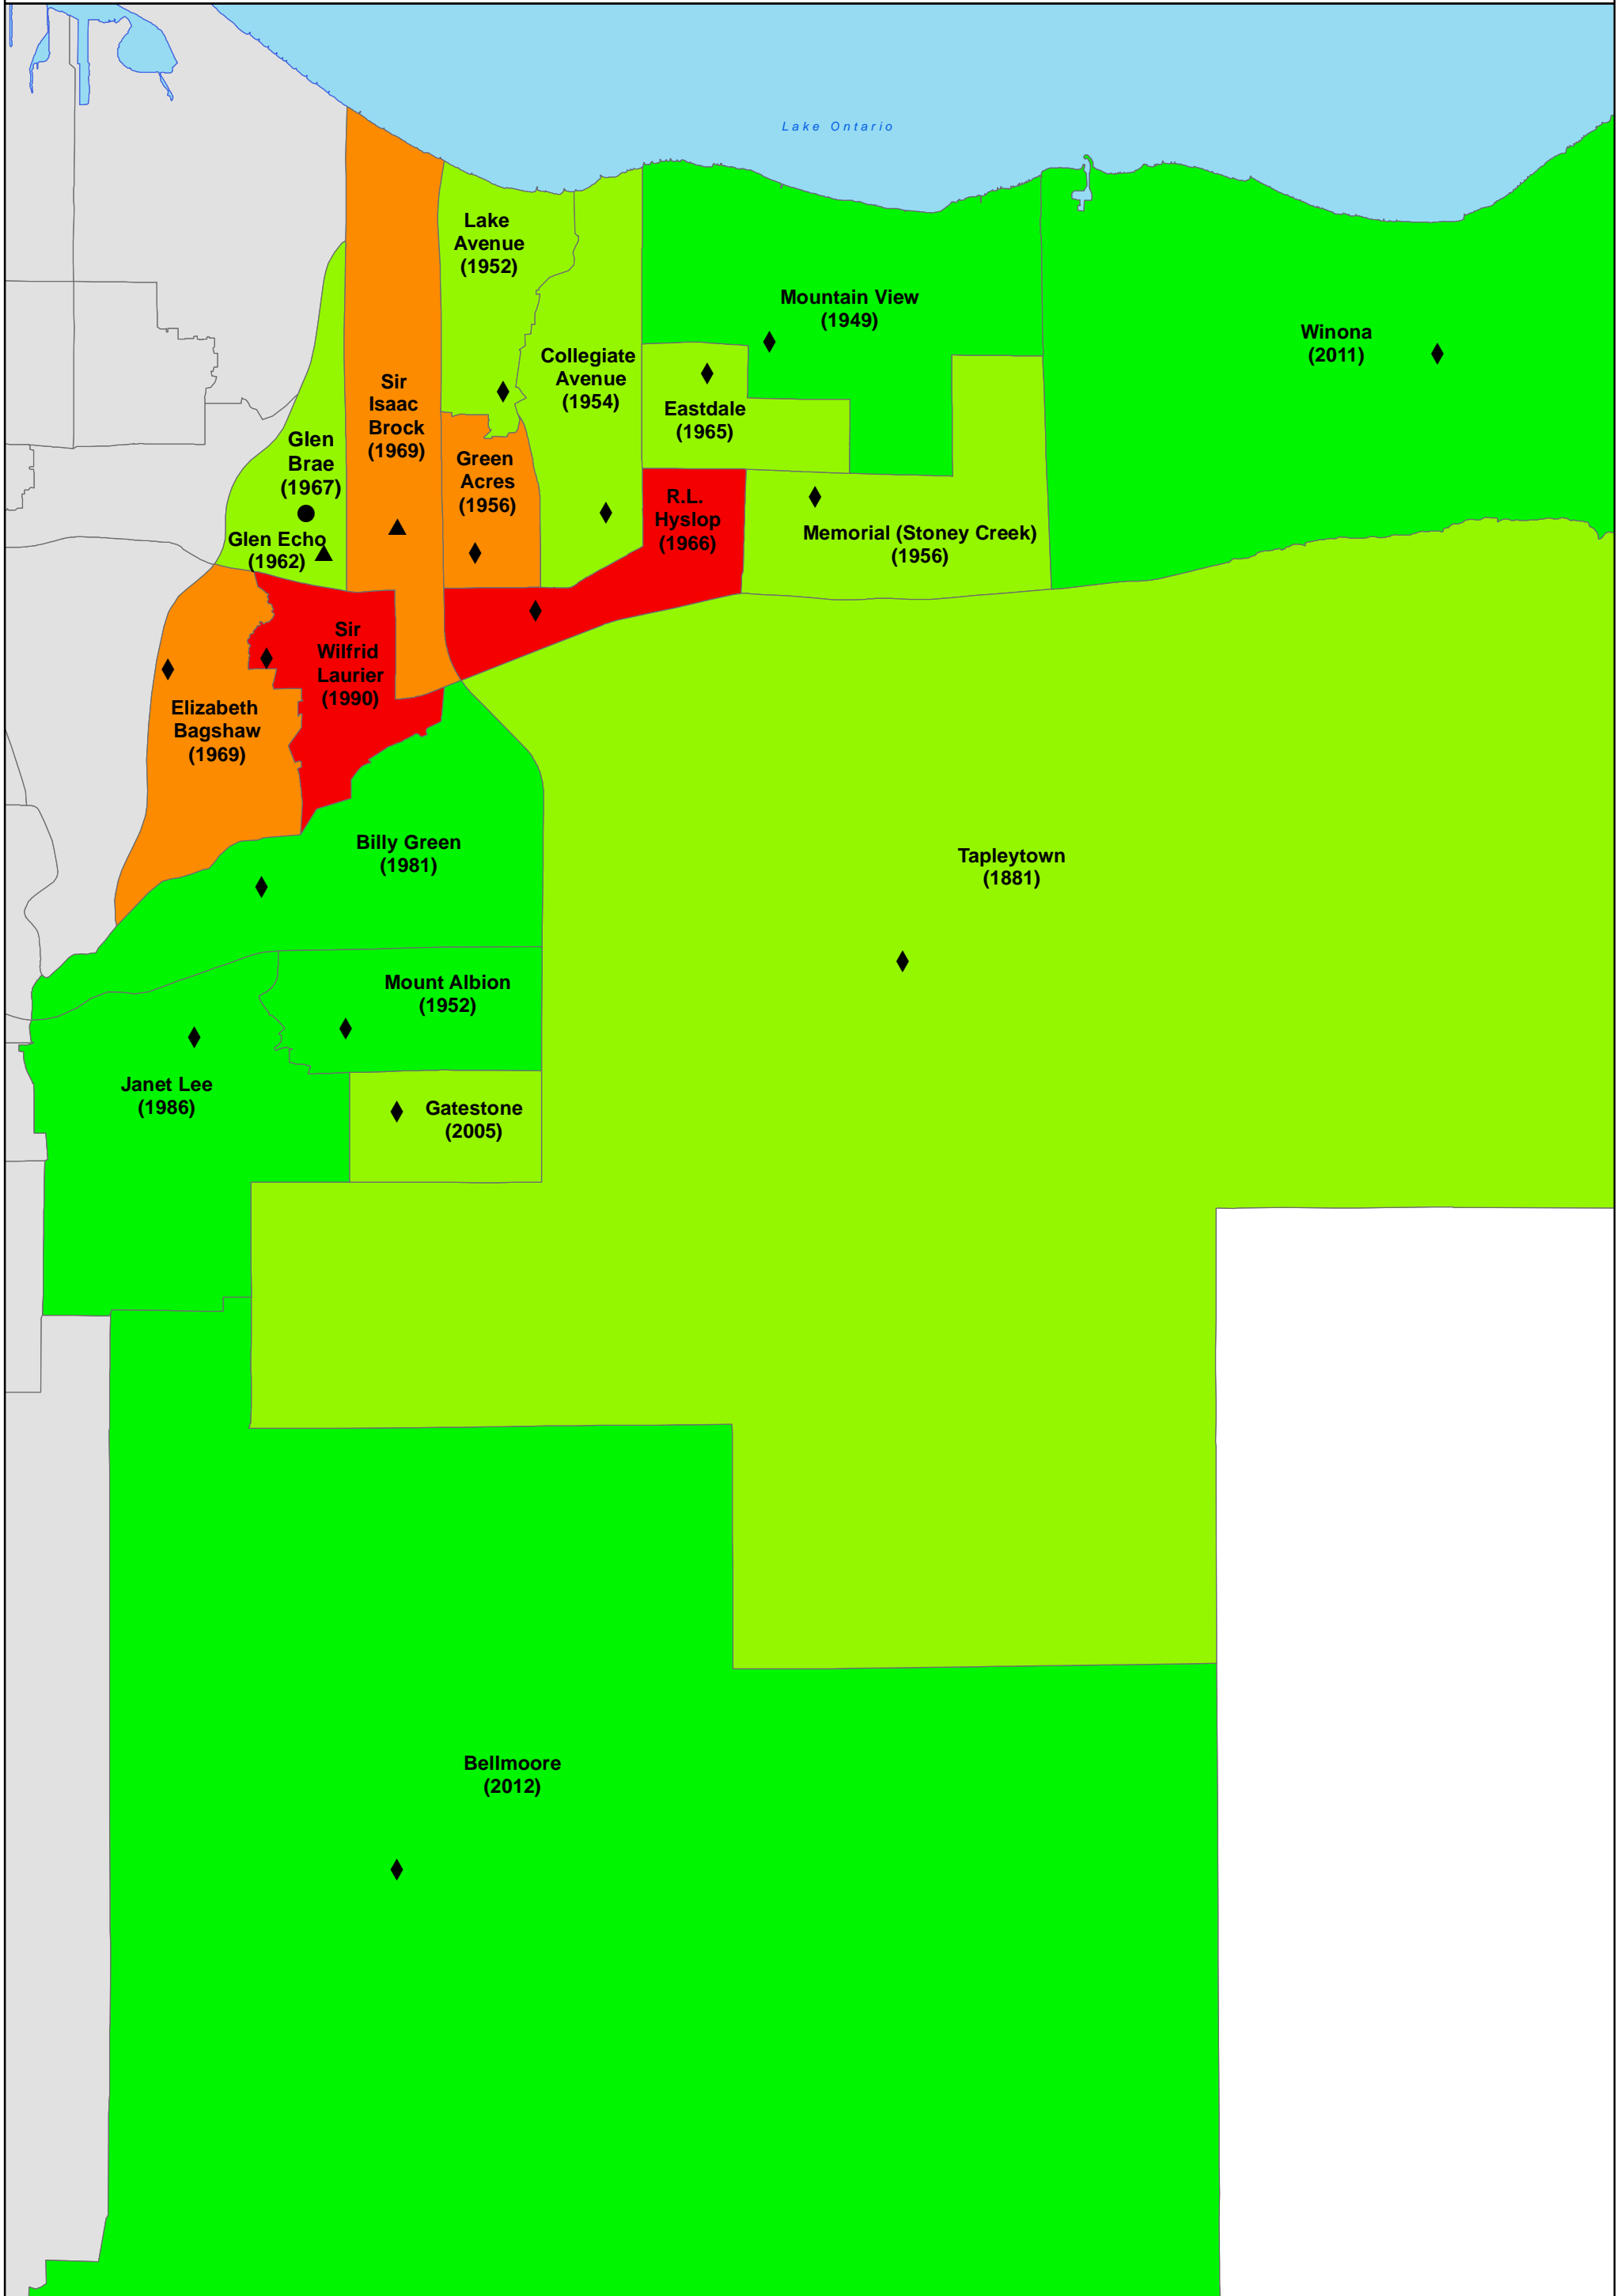 Lake Ontario
Lake
Avenue
(1952)
Mountain View
(1949)
Winona
(2011)
Collegiate
Avenue
(1954)
Sir
Isaac
Brock
(1969)
Eastdale
(1965)
Glen
Brae
(1967)
Green
Acres
(1956)
R.L.
Hyslop
(1966)
Memorial (Stoney Creek)
(1956)
Glen Echo
(1962)
Sir
Wilfrid
Laurier
(1990)
Elizabeth
Bagshaw
(1969)
Billy Green
(1981)
Tapleytown
(1881)
Mount Albion
(1952)
Janet Lee
(1986)
Gatestone
(2005)
Bellmoore
(2012)